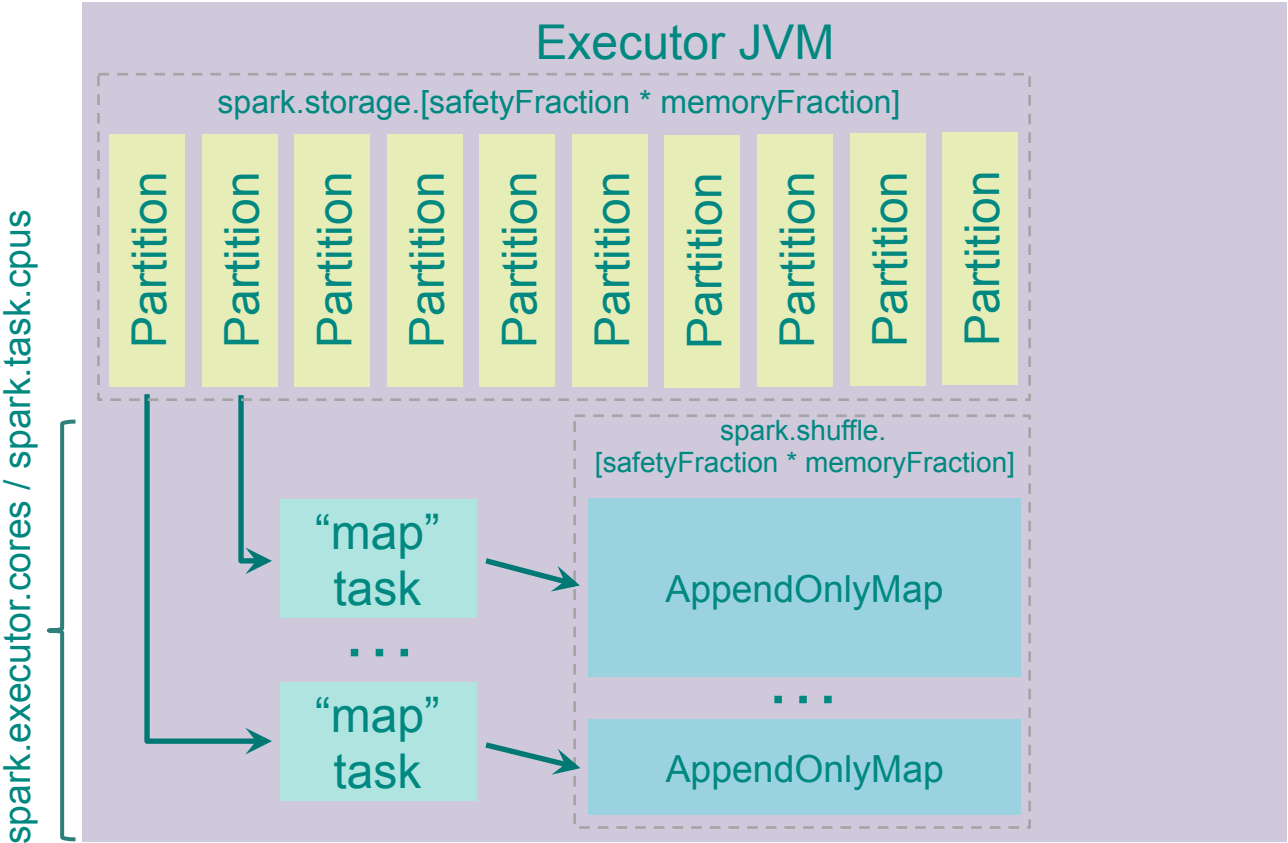 Executor JVM
spark.storage.[safetyFraction * memoryFraction]
Partition
Partition
Partition
Partition
Partition
Partition
Partition
Partition
Partition
Partition
spark.executor.cores / spark.task.cpus
spark.shuffle.
[safetyFraction * memoryFraction]
“map”
task
AppendOnlyMap
...
...
“map”
task
AppendOnlyMap